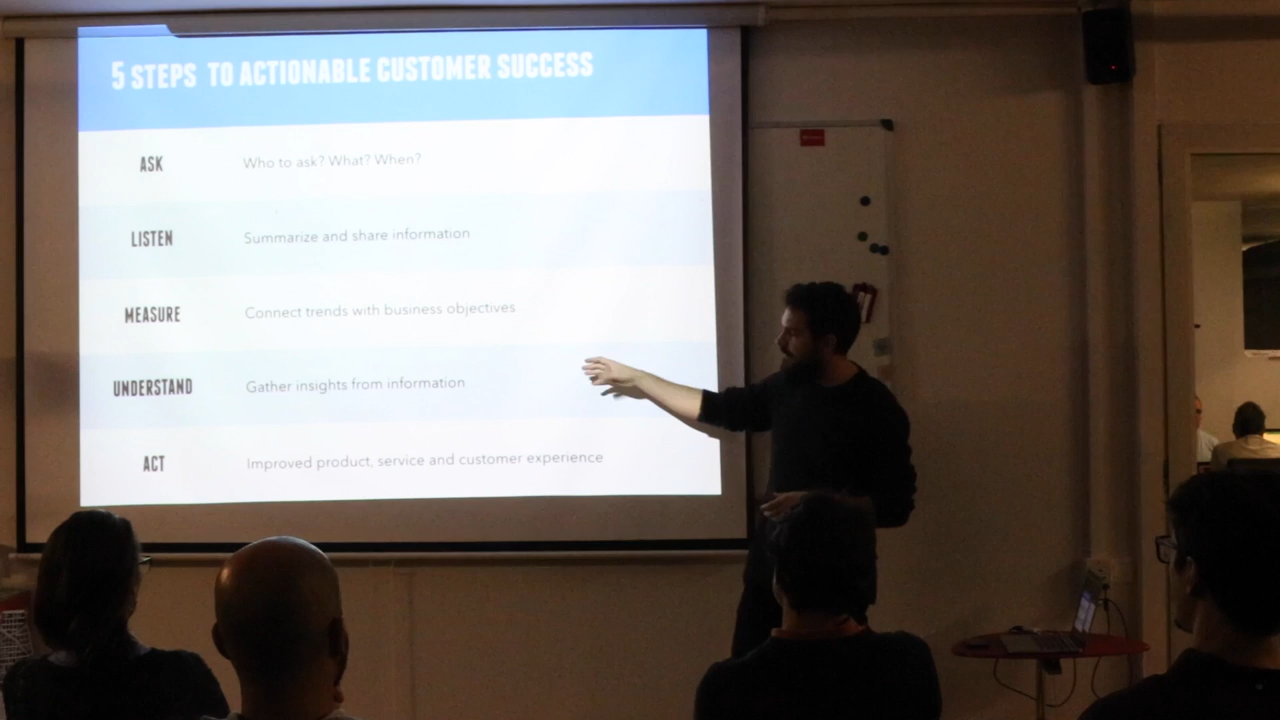 5 STEPS TO ACTIONABLE CUSTOMER SUCCESS
ASK Who to ask? What? When?
LISTEN Summarize and share information
MEASURE Connect trends with business objectives
UNDERSTAND Gather insights from information
ACT Improved product, service and customer experience